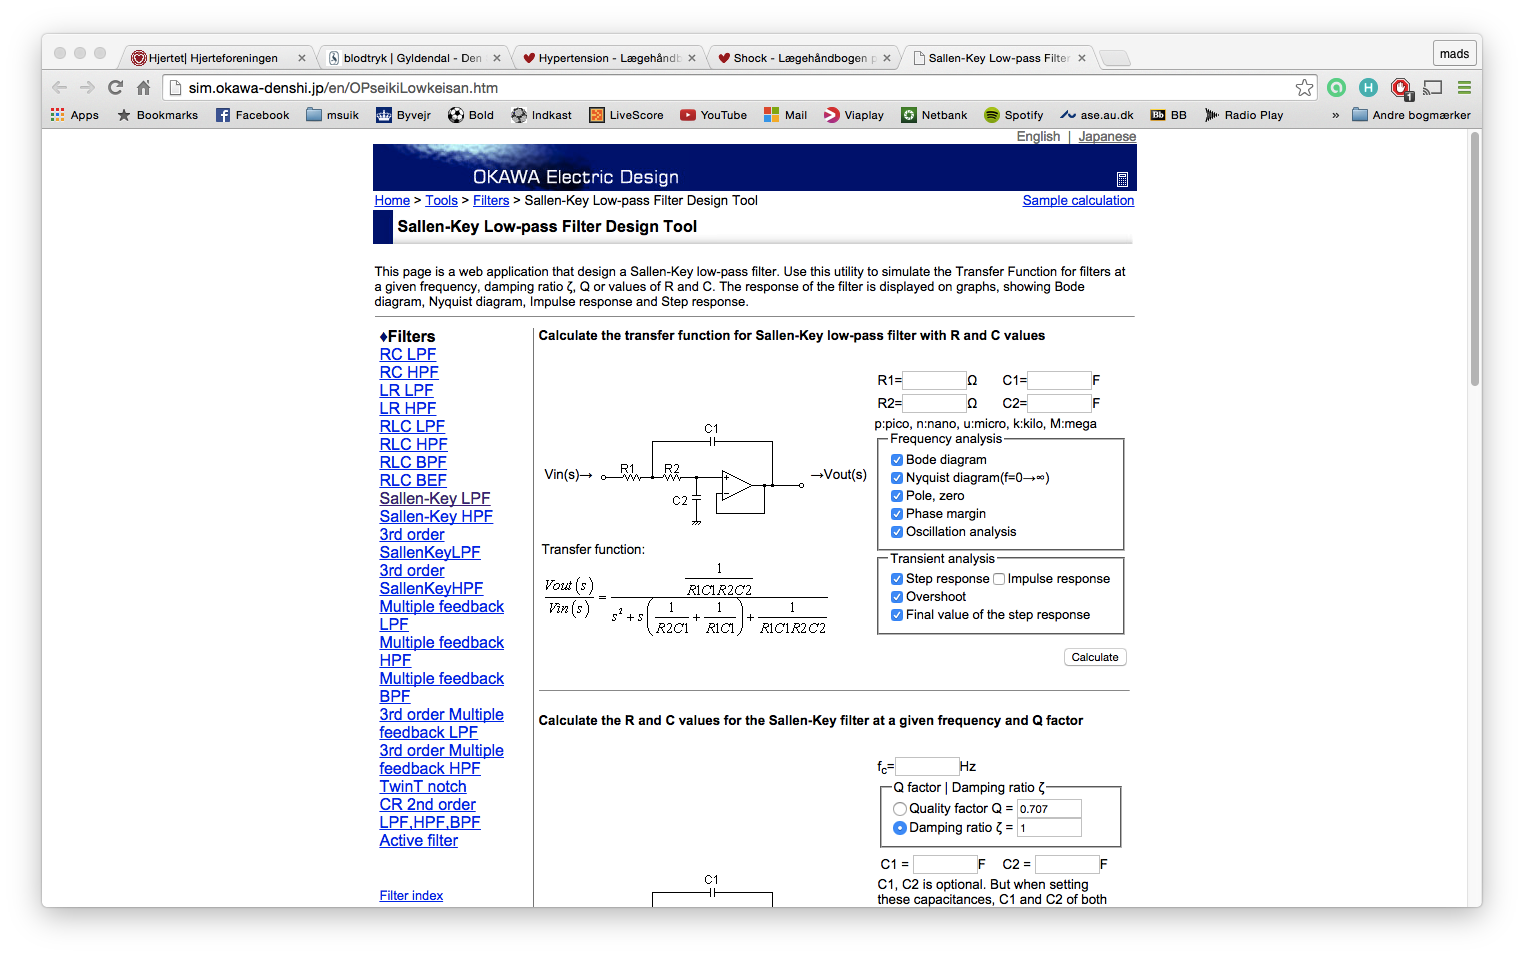 Hjertet| Hjerteforeningen
blodtryk | Gyldendal - Den
Hypertension - Lægehåndb
Shock - Lægehåndbogen p
Sallen-Key Low-pass Filter
mads
sim.okawa-denshi.jp/en/OPseikiLowkeisan.htm
Apps Bookmarks Facebook msuik Byvejr Bold Indkast LiveScore YouTube Mail Viaplay Netbank Spotify ase.au.dk BB Radio Play » Andre bogmærker
English | Japanese
OKAWA Electric Design
Home > Tools > Filters > Sallen-Key Low-pass Filter Design Tool
Sample calculation
Sallen-Key Low-pass Filter Design Tool
This page is a web application that design a Sallen-Key low-pass filter. Use this utility to simulate the Transfer Function for filters at
a given frequency, damping ratio ζ, Q or values of R and C. The response of the filter is displayed on graphs, showing Bode
diagram, Nyquist diagram, Impulse response and Step response.
♦Filters
RC LPF
RC HPF
LR LPF
LR HPF
RLC LPF
RLC HPF
RLC BPF
RLC BEF
Sallen-Key LPF
Sallen-Key HPF
3rd order
SallenKeyLPF
3rd order
SallenKeyHPF
Multiple feedback
LPF
Multiple feedback
HPF
Multiple feedback
BPF
3rd order Multiple
feedback LPF
3rd order Multiple
feedback HPF
TwinT notch
CR 2nd order
LPF,HPF,BPF
Active filter
Filter index
Calculate the transfer function for Sallen-Key low-pass filter with R and C values
C1
Vin(s)→
R1
R2
C2
+
−
→Vout(s)
Transfer function:
Vout(s)
Vin(s)
=
1
R1C1R2C2
s² + s ( 1 + 1 ) + 1
R2C1 R1C1 R1C1R2C2
R1= Ω C1= F
R2= Ω C2= F
p:pico, n:nano, u:micro, k:kilo, M:mega
Frequency analysis
Bode diagram
Nyquist diagram(f=0→∞)
Pole, zero
Phase margin
Oscillation analysis
Transient analysis
Step response Impulse response
Overshoot
Final value of the step response
Calculate
Calculate the R and C values for the Sallen-Key filter at a given frequency and Q factor
C1
fc= Hz
Q factor | Damping ratio ζ
Quality factor Q = 0.707
Damping ratio ζ = 1
C1 = F C2 = F
C1, C2 is optional. But when setting
these capacitances, C1 and C2 of both